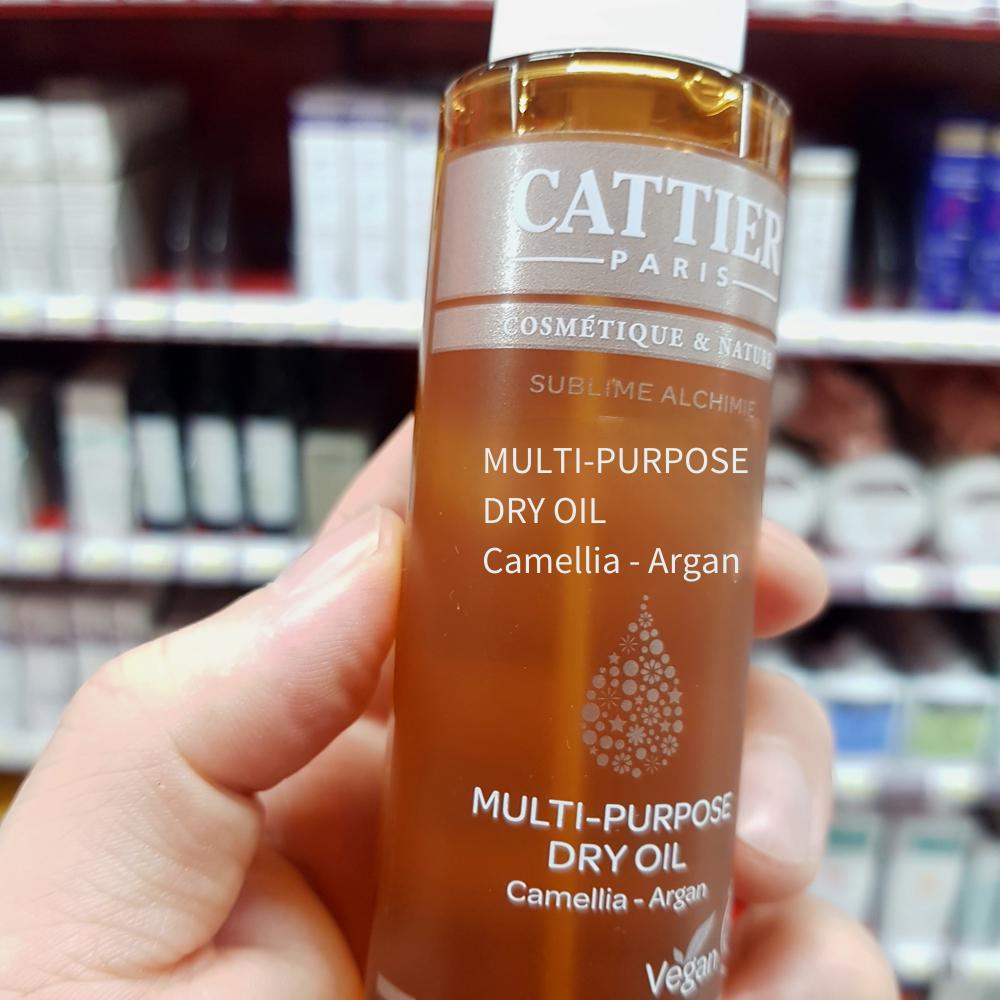 CATTIER
PARIS
COSMÉTIQUE & NATURE
SUBLIME ALCHIMIE
MULTI-PURPOSE
DRY OIL
Camellia - Argan
MULTI-PURPOSE
DRY OIL
Camellia - Argan
Vegan